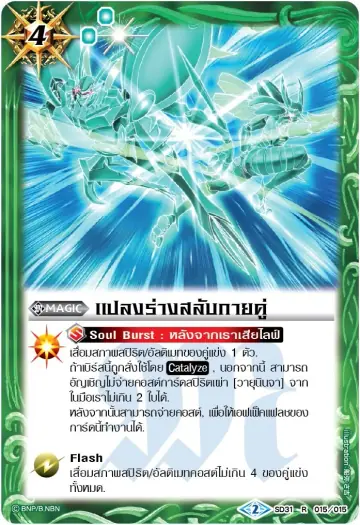 4
MAGIC แปลงร่างสลับกายคู่
S Soul Burst : หลังจากเราเสียไลฟ์
เสื่อมสภาพสปิริต/อัลติเมทของคู่แข่ง 1 ตัว.
ถ้าเบิร์สนี้ถูกสั่งใช้โดย Catalyze , นอกจากนี้ สามารถ
อัญเชิญไม่จ่ายคอสต์การ์ดสปิริตเผ่า [วายุนินจา] จาก
ในมือเราไม่เกิน 2 ใบได้.
หลังจากนั้นสามารถจ่ายคอสต์, เพื่อให้เอฟเฟ็คแฟลชของ
การ์ดนี้ทำงานได้.
Flash
เสื่อมสภาพสปิริต/อัลติเมทคอสต์ไม่เกิน 4 ของคู่แข่ง
ทั้งหมด.
©BNP/B.NBN
2 SD31 - R 015/015